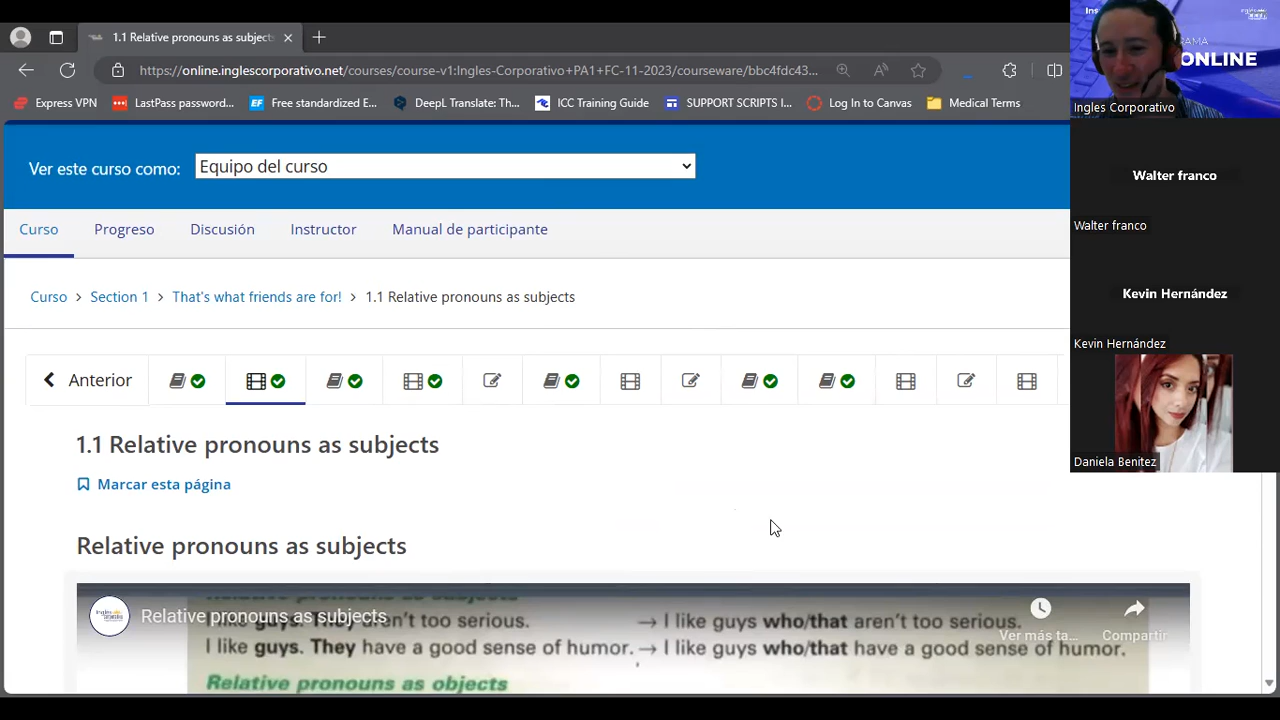 1.1 Relative pronouns as subjects
https://online.inglescorporativo.net/courses/course-v1:Ingles-Corporativo+PA1+FC-11-2023/courseware/bbc4fdc43...
Express VPN
LastPass password...
Free standardized E...
DeepL Translate: Th...
ICC Training Guide
SUPPORT SCRIPTS I...
Log In to Canvas
Medical Terms
Ver este curso como:
Equipo del curso
Curso
Progreso
Discusión
Instructor
Manual de participante
Curso > Section 1 > That's what friends are for! > 1.1 Relative pronouns as subjects
Anterior
1.1 Relative pronouns as subjects
Marcar esta página
Relative pronouns as subjects
Relative pronouns as subjects
aren't too serious. → I like guys who/that aren't too serious.
Ver más ta...
Compartir
I like guys. They have a good sense of humor. → I like guys who/that have a good sense of humor.
Relative pronouns as objects
ONLINE
Ingles Corporativo
Walter franco
Walter franco
Kevin Hernández
Kevin Hernández
Daniela Benitez